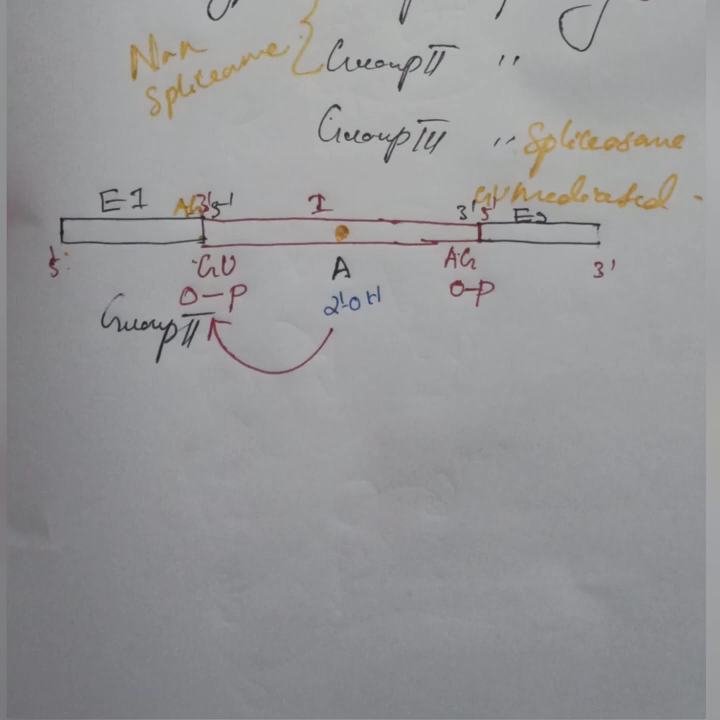 Non
Spliceosome
Group II "
Group III " Spliceosome
mediated -
E1 AG 3' 5' I 3' 5' E2
5' GU A AG 3'
O-P 2'-OH O-P
Group II